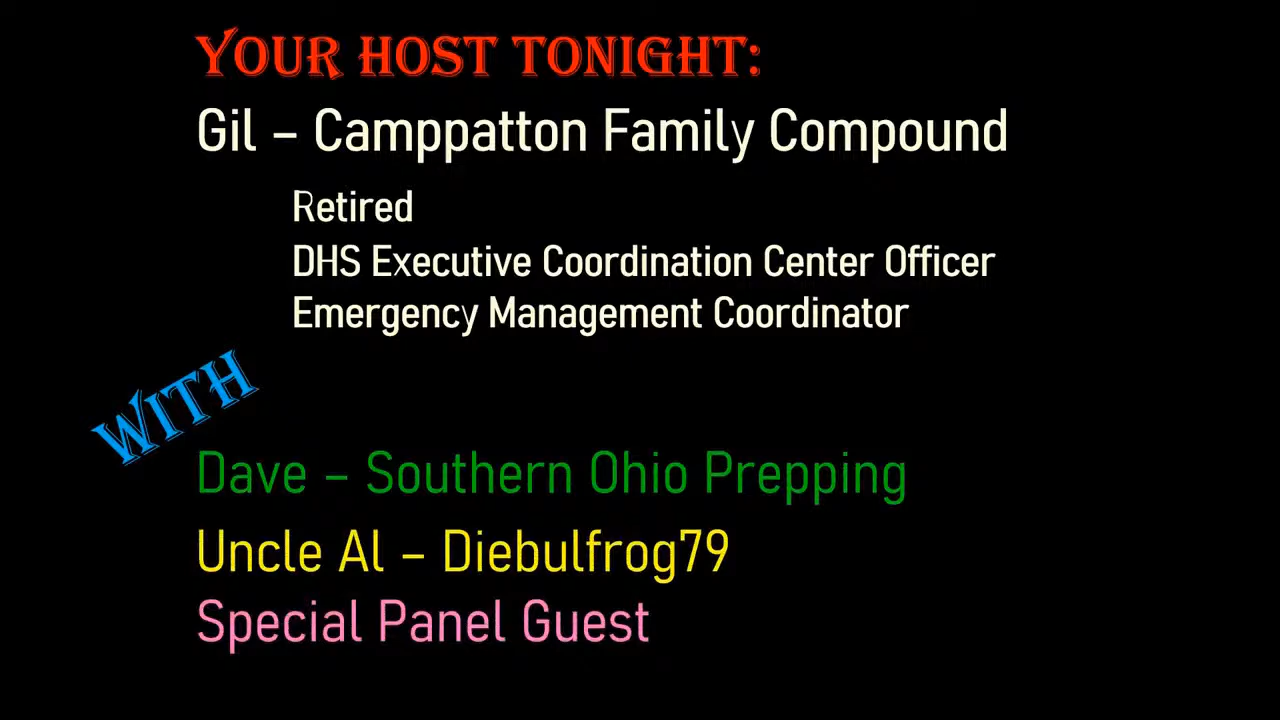 YOUR HOST TONIGHT:
Gil – Camppatton Family Compound
Retired
DHS Executive Coordination Center Officer
Emergency Management Coordinator
WITH
Dave – Southern Ohio Prepping
Uncle Al – Diebulfrog79
Special Panel Guest